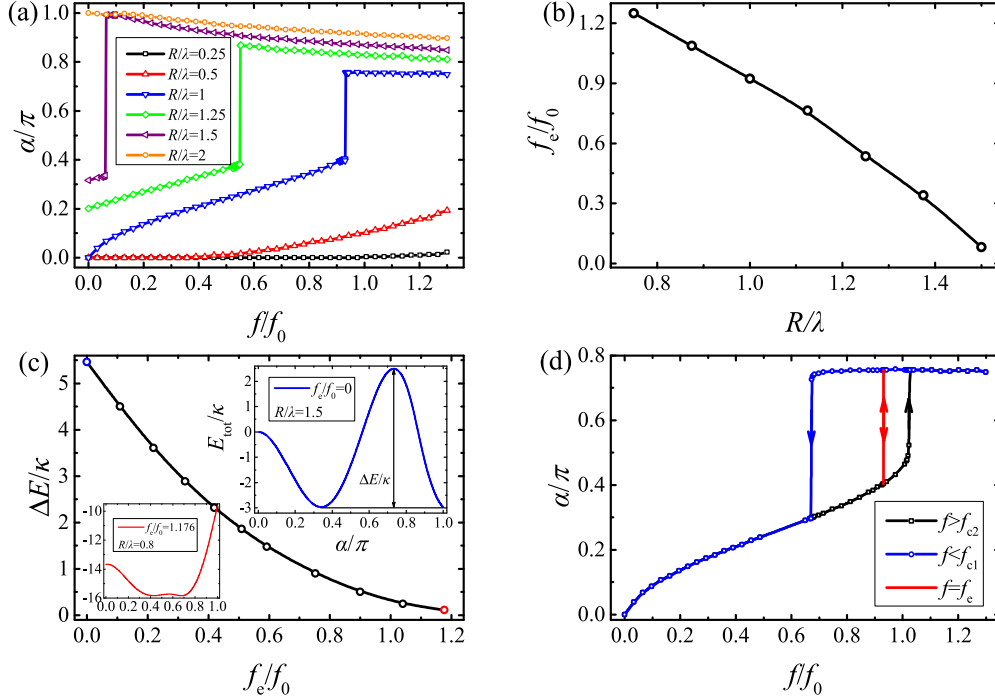 (a)
α/π
1.0
0.8
0.6
0.4
0.2
0.0
R/λ=0.25
R/λ=0.5
R/λ=1
R/λ=1.25
R/λ=1.5
R/λ=2
0.0 0.2 0.4 0.6 0.8 1.0 1.2
f/f0
(b)
fe/f0
1.2
0.9
0.6
0.3
0.0
0.8 1.0 1.2 1.4
R/λ
(c)
ΔE/κ
5
4
3
2
1
0
0.0 0.2 0.4 0.6 0.8 1.0 1.2
fe/f0
Etot/κ
2
1
0
-1
-2
-3
fe/f0=0
R/λ=1.5
ΔE/κ
0.0 0.2 0.4 0.6 0.8 1.0
α/π
-10
-12
-14
-16
fe/f0=1.176
R/λ=0.8
0.0 0.2 0.4 0.6 0.8 1.0
(d)
α/π
0.8
0.6
0.4
0.2
0.0
f>fc2
f<fc1
f=fe
0.0 0.2 0.4 0.6 0.8 1.0 1.2
f/f0